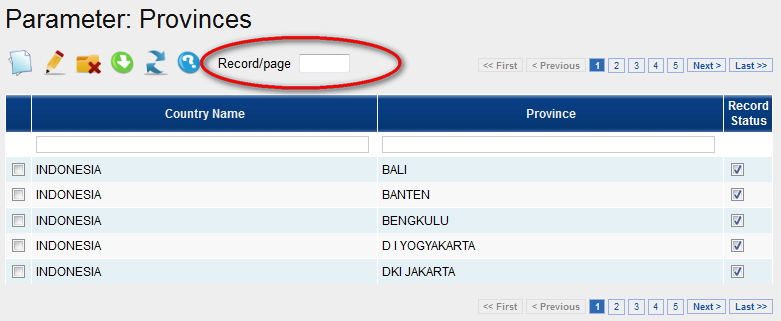 Parameter: Provinces
Record/page
<< First < Previous 1 2 3 4 5 Next > Last >>
Country Name Province Record Status
INDONESIA BALI
INDONESIA BANTEN
INDONESIA BENGKULU
INDONESIA D I YOGYAKARTA
INDONESIA DKI JAKARTA
<< First < Previous 1 2 3 4 5 Next > Last >>